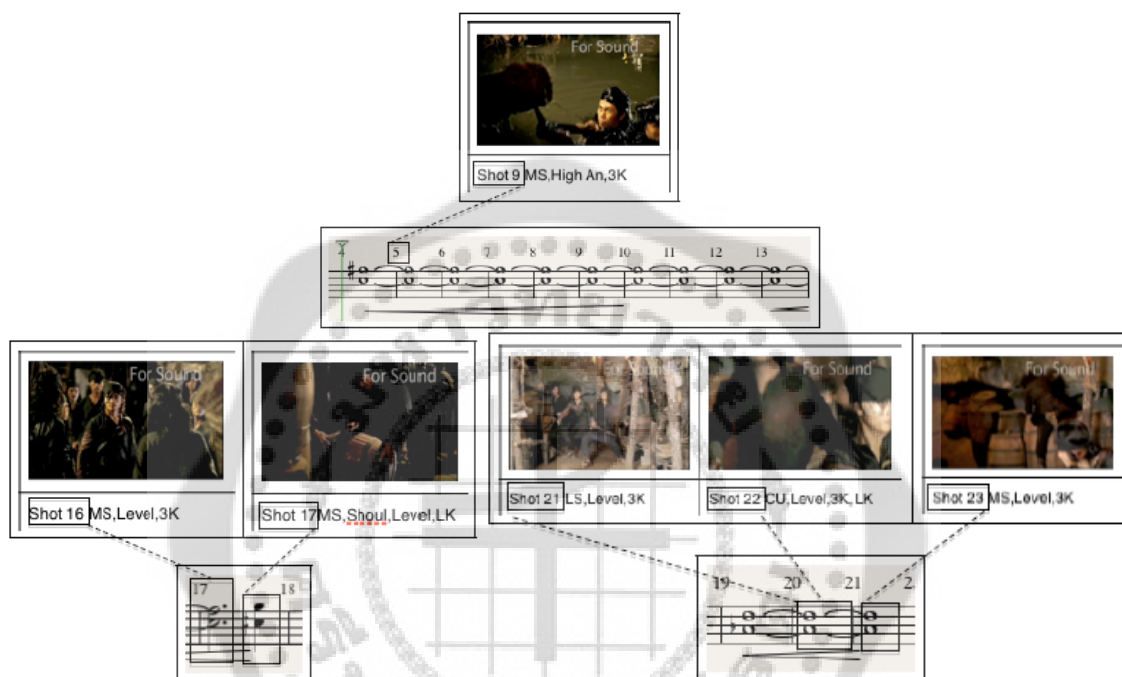 For Sound
Shot 9 MS,High An,3K
4 5 6 7 8 9 10 11 12 13
For Sound
For Sound
For Sound
For Sound
Shot 16 MS,Level,3K
Shot 17MS,Shoul,Level,LK
Shot 21 LS,Level,3K
Shot 22 CU,Level,3K, LK
Shot 23 MS,Level,3K
17 18
19 20 21 2